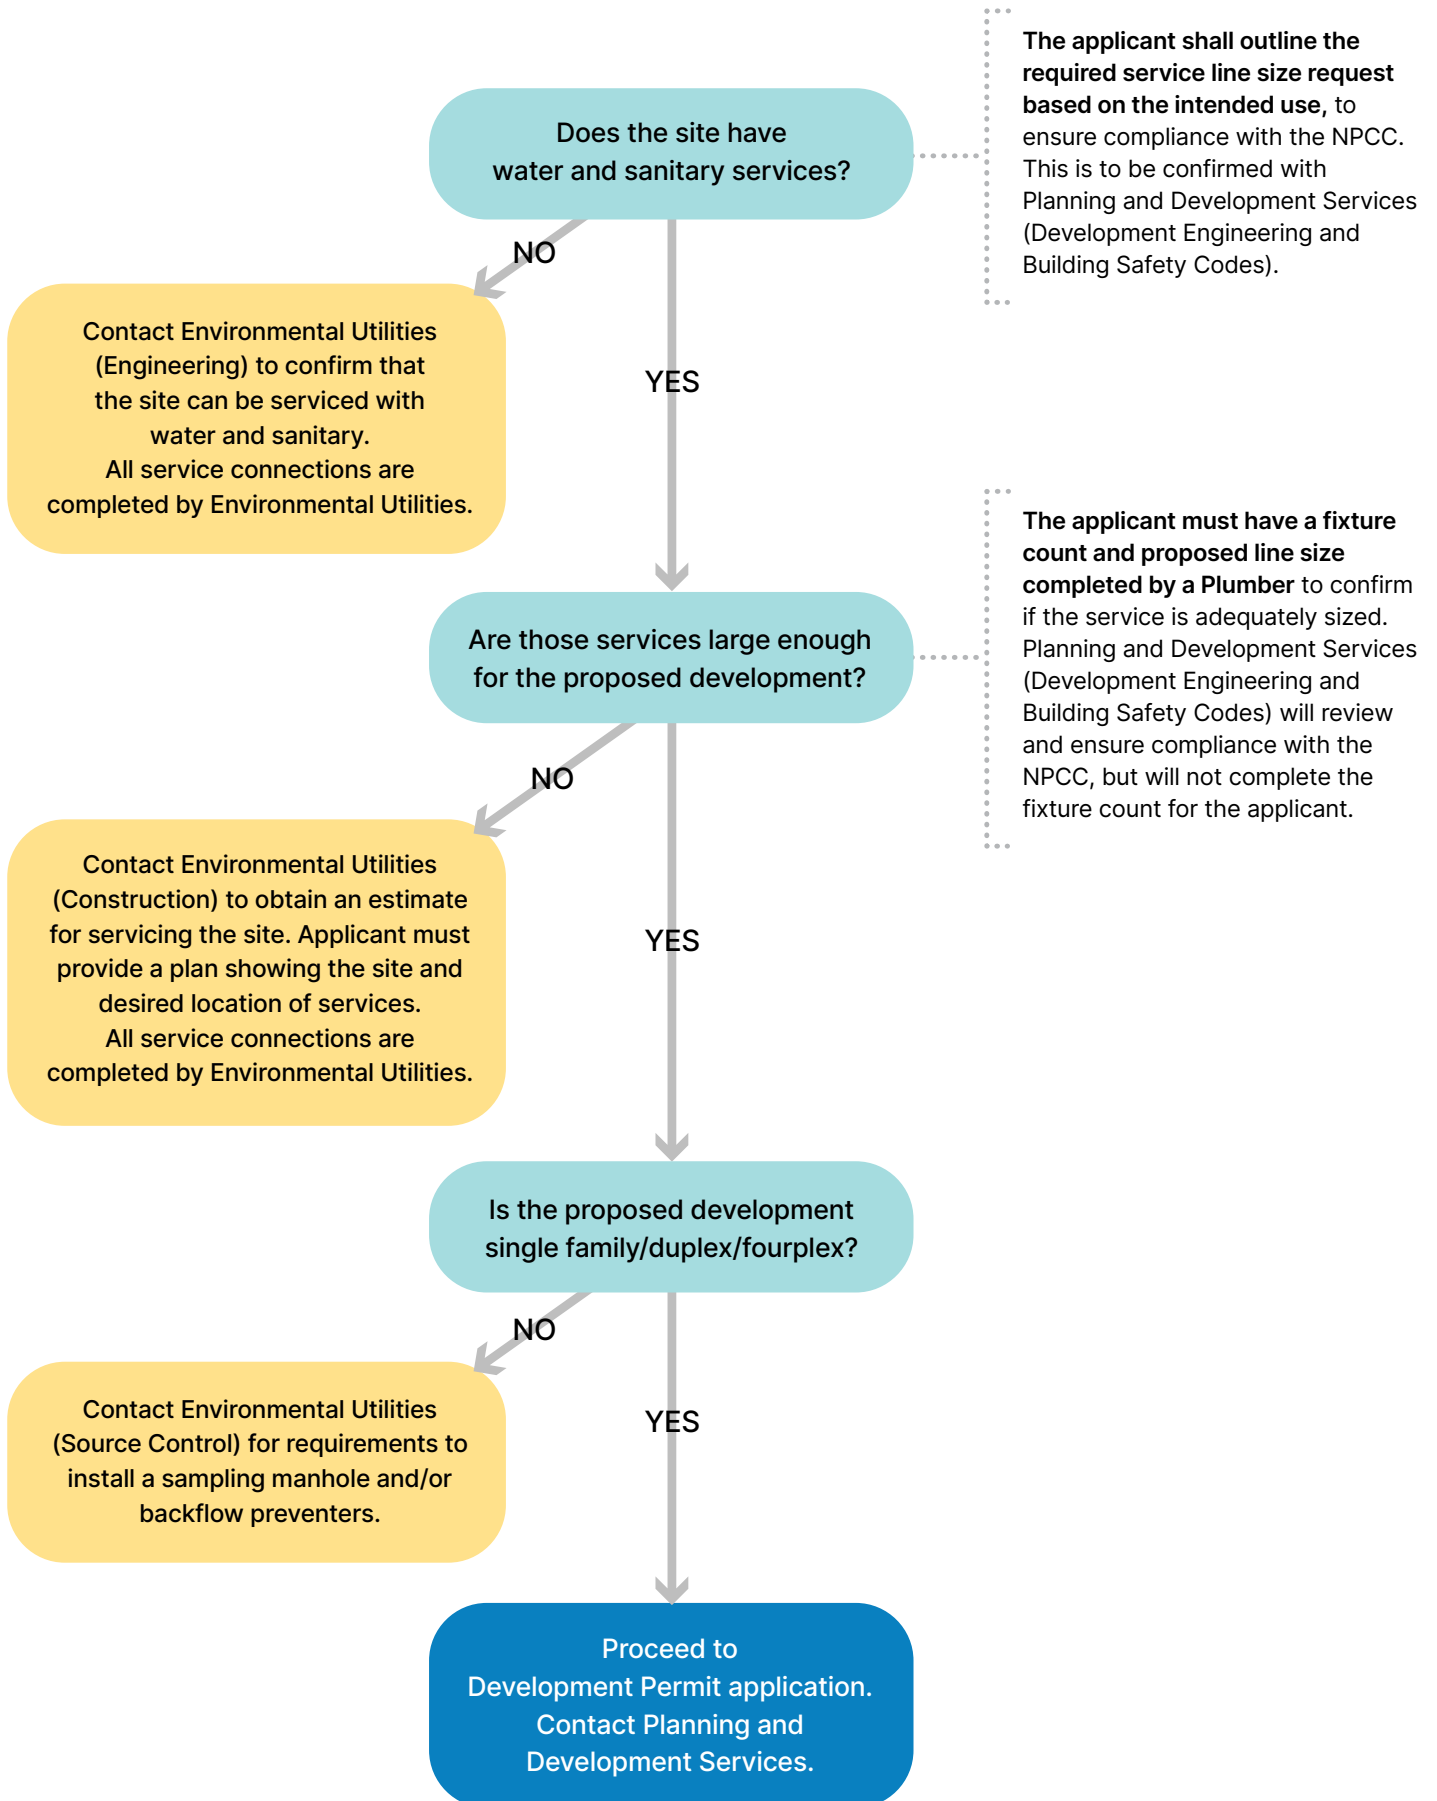 Does the site have
water and sanitary services?
The applicant shall outline the
required service line size request
based on the intended use, to
ensure compliance with the NPCC.
This is to be confirmed with
Planning and Development Services
(Development Engineering and
Building Safety Codes).
NO
YES
Contact Environmental Utilities
(Engineering) to confirm that
the site can be serviced with
water and sanitary.
All service connections are
completed by Environmental Utilities.
Are those services large enough
for the proposed development?
The applicant must have a fixture
count and proposed line size
completed by a Plumber to confirm
if the service is adequately sized.
Planning and Development Services
(Development Engineering and
Building Safety Codes) will review
and ensure compliance with the
NPCC, but will not complete the
fixture count for the applicant.
NO
YES
Contact Environmental Utilities
(Construction) to obtain an estimate
for servicing the site. Applicant must
provide a plan showing the site and
desired location of services.
All service connections are
completed by Environmental Utilities.
Is the proposed development
single family/duplex/fourplex?
NO
YES
Contact Environmental Utilities
(Source Control) for requirements to
install a sampling manhole and/or
backflow preventers.
Proceed to
Development Permit application.
Contact Planning and
Development Services.